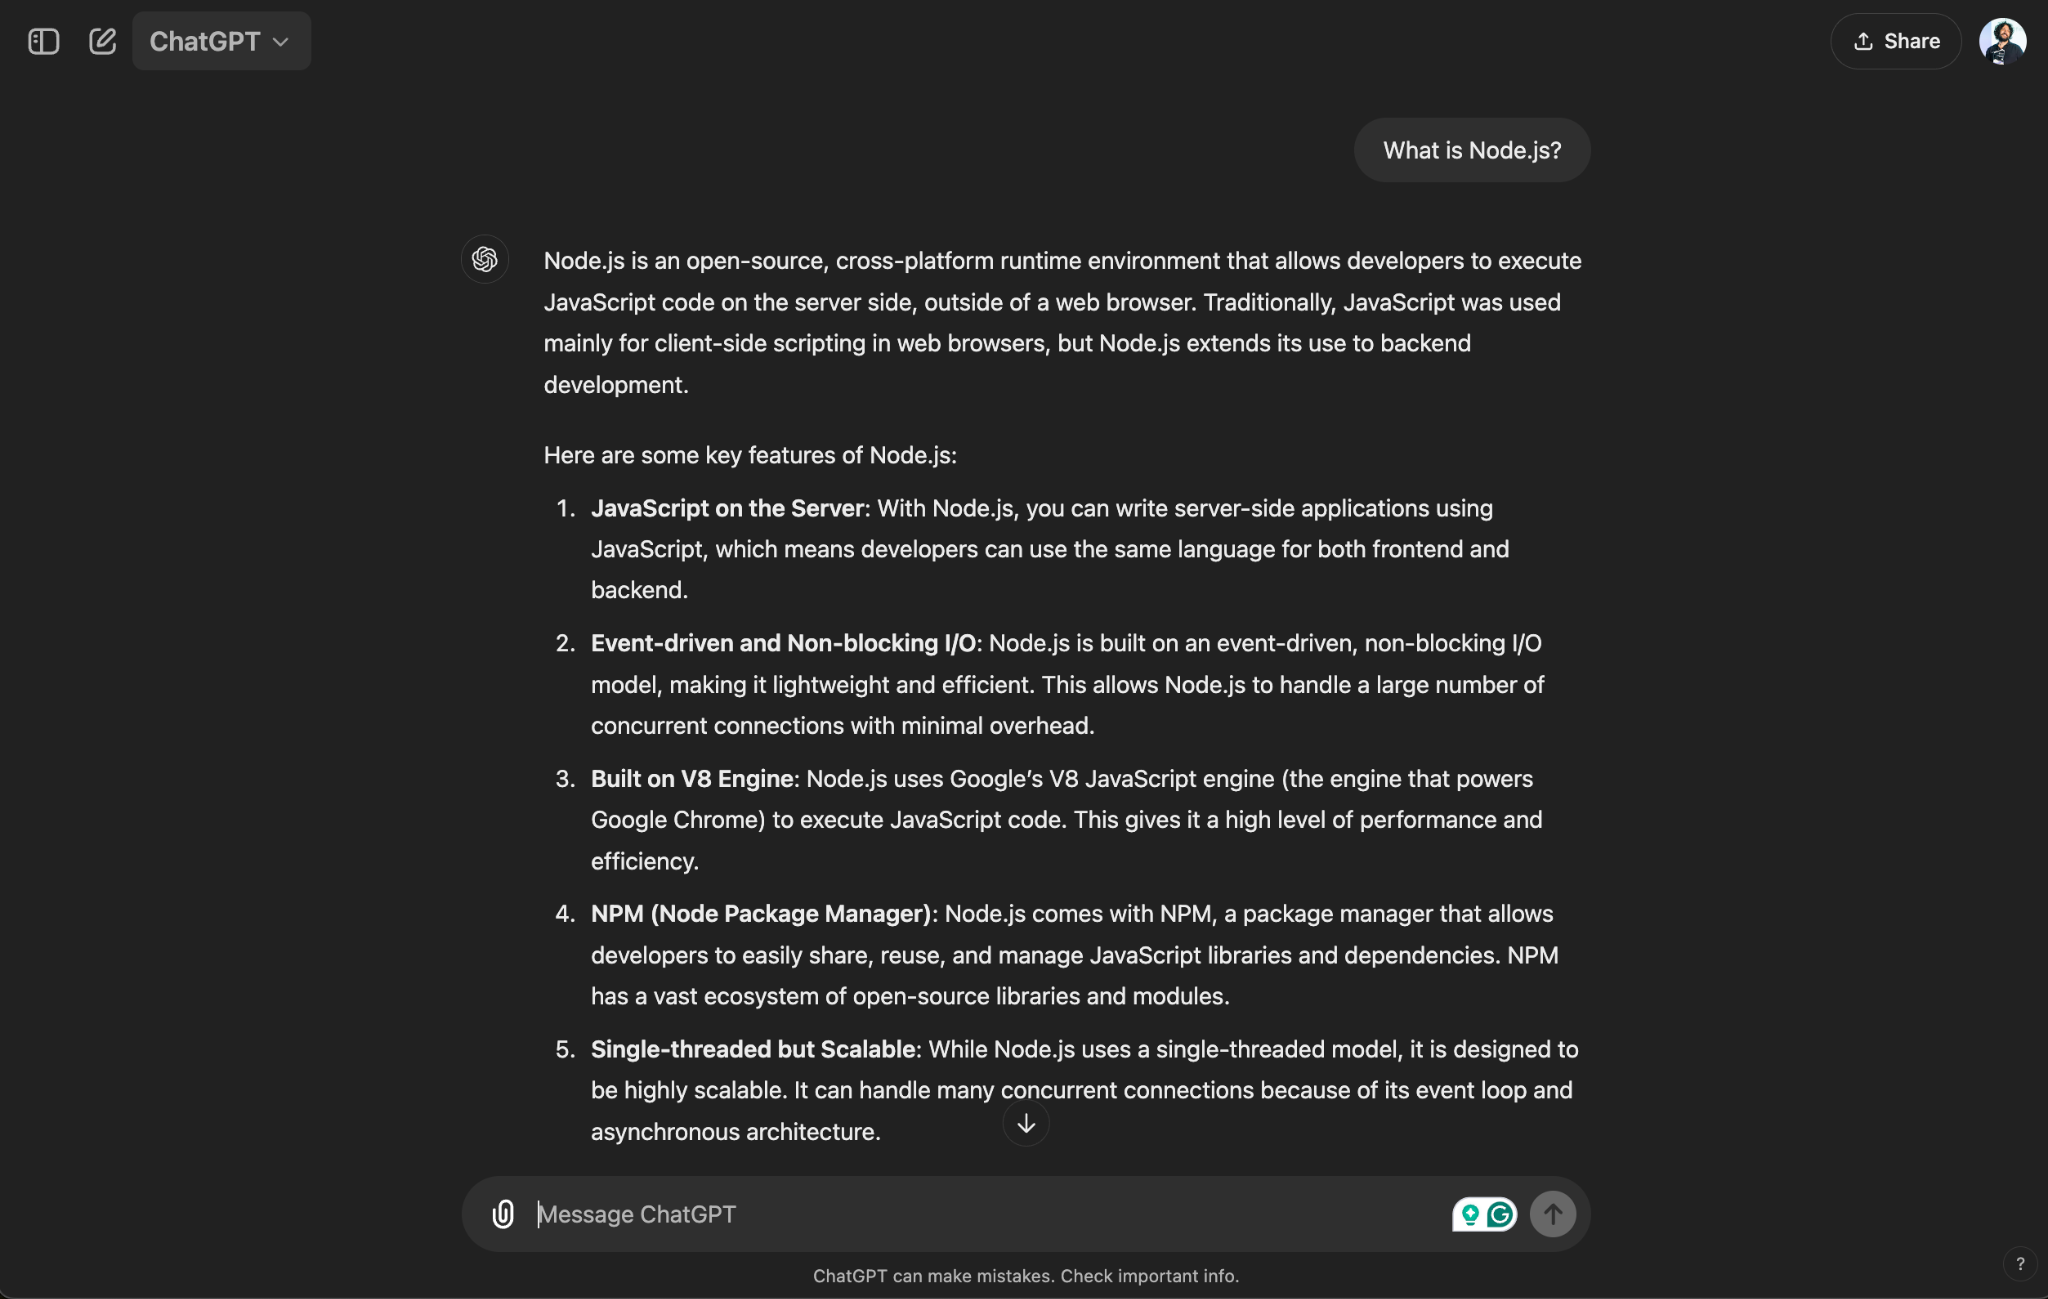 ChatGPT
Share
What is Node.js?
Node.js is an open-source, cross-platform runtime environment that allows developers to execute
JavaScript code on the server side, outside of a web browser. Traditionally, JavaScript was used
mainly for client-side scripting in web browsers, but Node.js extends its use to backend
development.
Here are some key features of Node.js:
1. JavaScript on the Server: With Node.js, you can write server-side applications using
JavaScript, which means developers can use the same language for both frontend and
backend.
2. Event-driven and Non-blocking I/O: Node.js is built on an event-driven, non-blocking I/O
model, making it lightweight and efficient. This allows Node.js to handle a large number of
concurrent connections with minimal overhead.
3. Built on V8 Engine: Node.js uses Google’s V8 JavaScript engine (the engine that powers
Google Chrome) to execute JavaScript code. This gives it a high level of performance and
efficiency.
4. NPM (Node Package Manager): Node.js comes with NPM, a package manager that allows
developers to easily share, reuse, and manage JavaScript libraries and dependencies. NPM
has a vast ecosystem of open-source libraries and modules.
5. Single-threaded but Scalable: While Node.js uses a single-threaded model, it is designed to
be highly scalable. It can handle many concurrent connections because of its event loop and
asynchronous architecture.
Message ChatGPT
ChatGPT can make mistakes. Check important info.
?